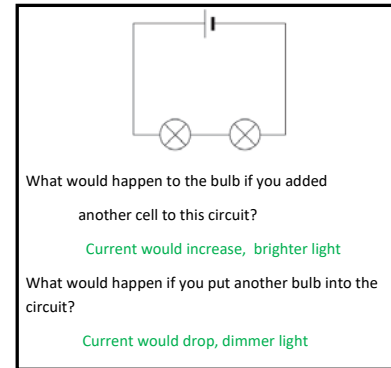 What would happen to the bulb if you added
another cell to this circuit?
Current would increase, brighter light
What would happen if you put another bulb into the
circuit?
Current would drop, dimmer light